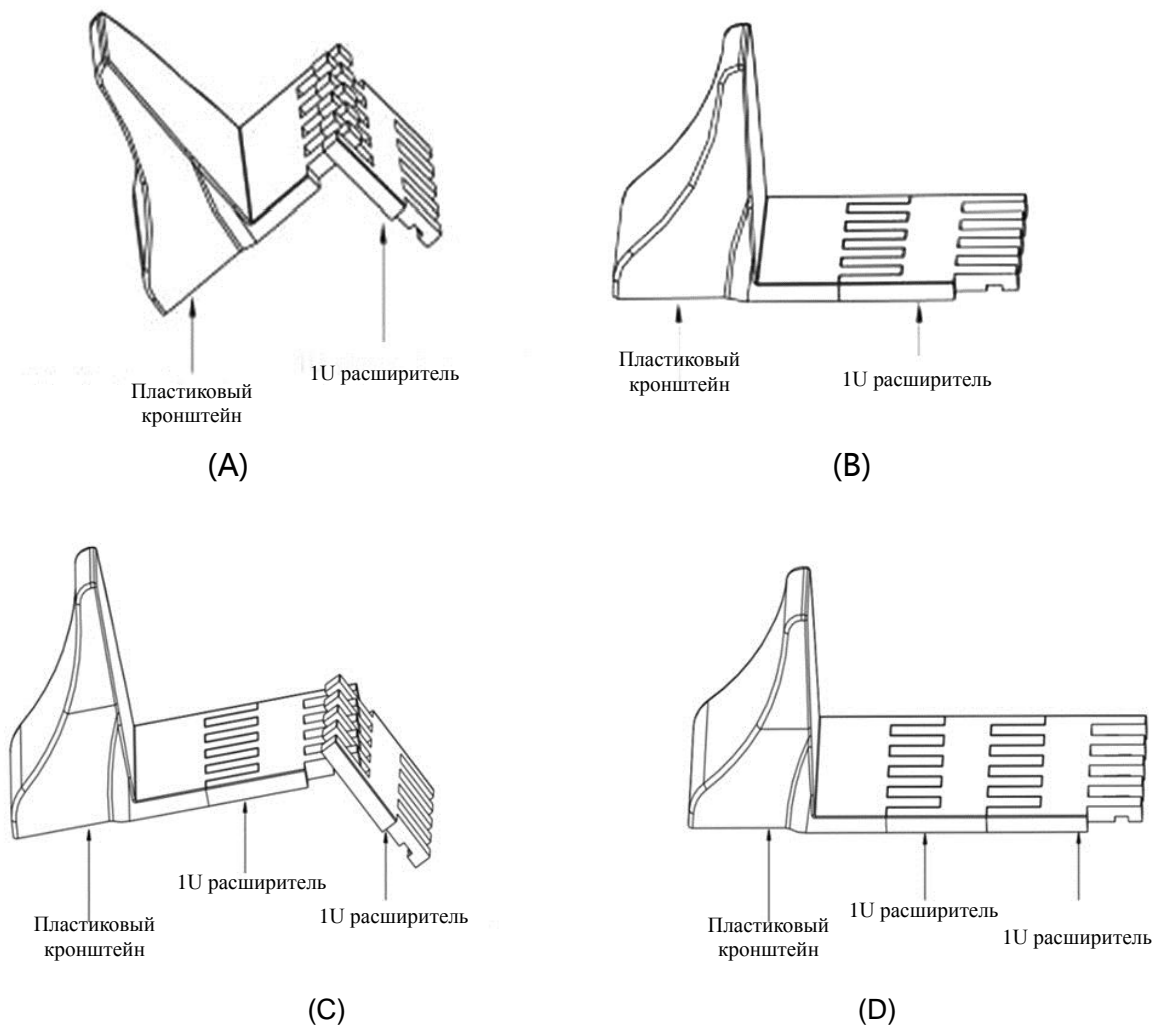 Пластиковый
кронштейн
1U расширитель
(A)
Пластиковый
кронштейн
1U расширитель
(B)
Пластиковый
кронштейн
1U расширитель
1U расширитель
(C)
Пластиковый
кронштейн
1U расширитель
1U расширитель
(D)